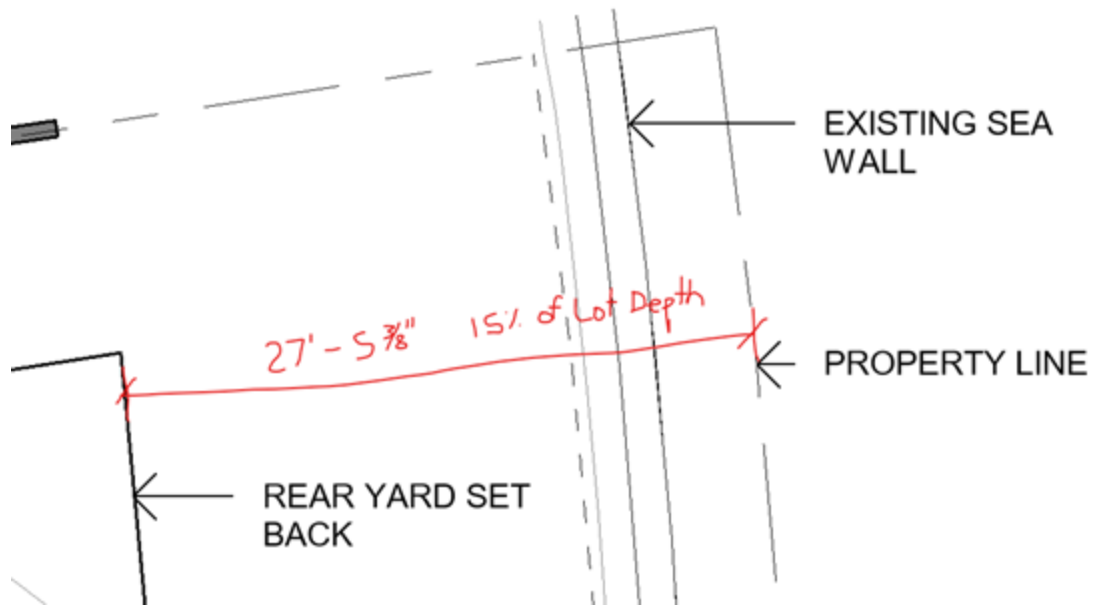 EXISTING SEA
WALL
27' - 5 3/8" 15% of Lot Depth
PROPERTY LINE
REAR YARD SET
BACK